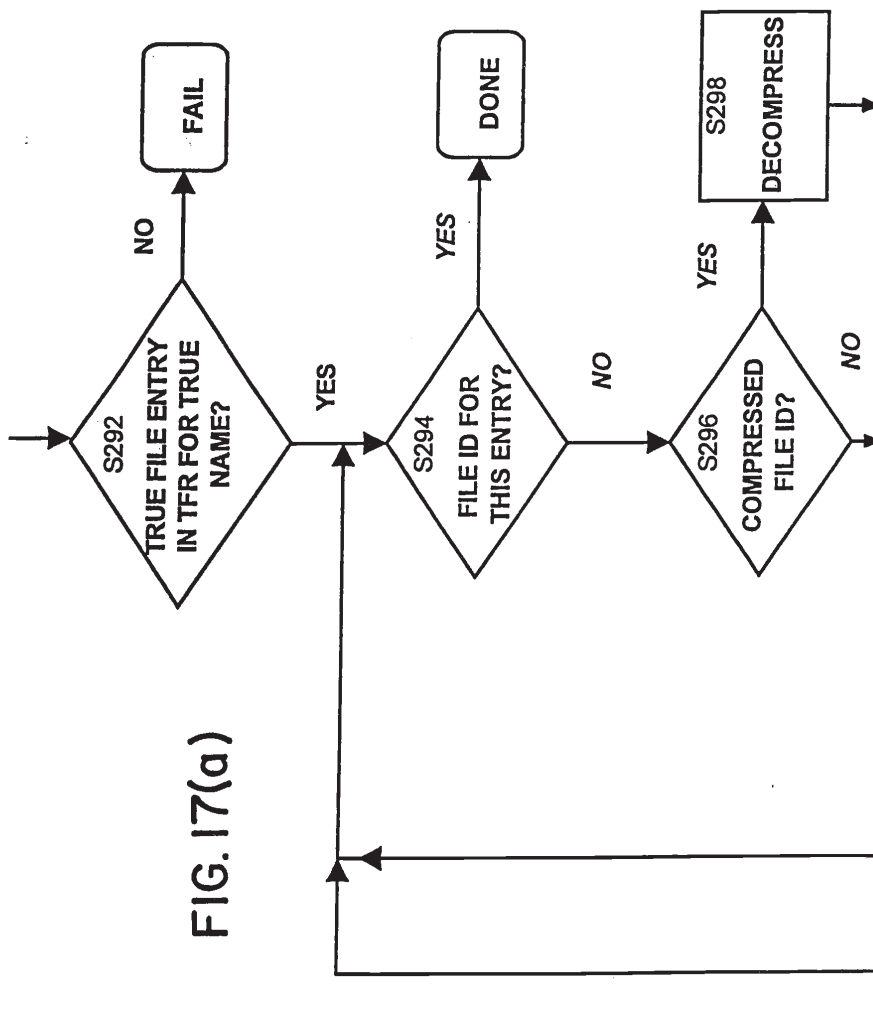 S292
TRUE FILE ENTRY
IN TFR FOR TRUE
NAME?
NO
FAIL
YES
S294
FILE ID FOR
THIS ENTRY?
YES
DONE
NO
S296
COMPRESSED
FILE ID?
YES
S298
DECOMPRESS
NO
FIG. 17(a)